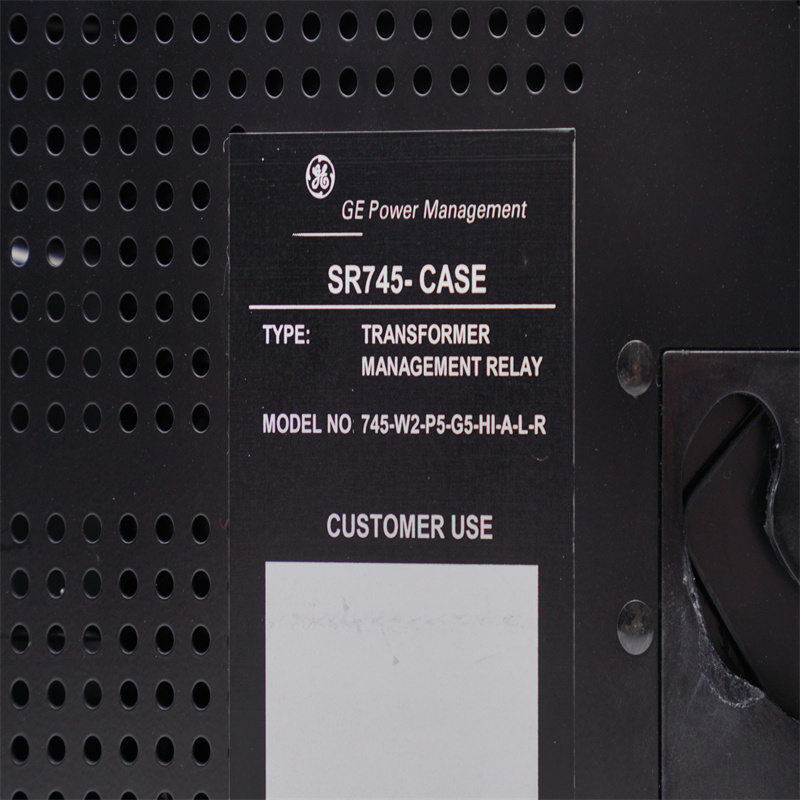 GE
GE Power Management
SR745- CASE
TYPE: TRANSFORMER
MANAGEMENT RELAY
MODEL NO: 745-W2-P5-G5-HI-A-L-R
CUSTOMER USE